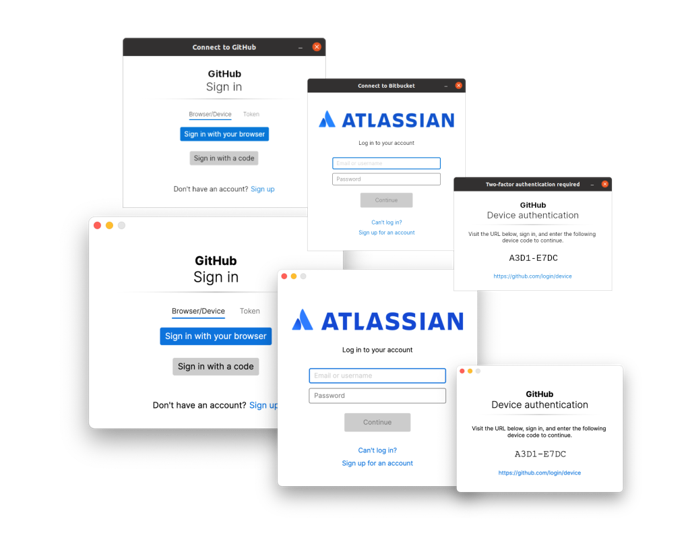 Connect to GitHub
GitHub
Sign in
Browser/Device Token
Sign in with your browser
Sign in with a code
Don't have an account? Sign up
Connect to Bitbucket
ATLASSIAN
Log in to your account
Email or username
Password
Continue
Can't log in?
Sign up for an account
Two-factor authentication required
GitHub
Device authentication
Visit the URL below, sign in, and enter the following
device code to continue.
A3D1-E7DC
https://github.com/login/device
GitHub
Sign in
Browser/Device Token
Sign in with your browser
Sign in with a code
Don't have an account? Sign up
ATLASSIAN
Log in to your account
Email or username
Password
Continue
Can't log in?
Sign up for an account
GitHub
Device authentication
Visit the URL below, sign in, and enter the following
device code to continue.
A3D1-E7DC
https://github.com/login/device